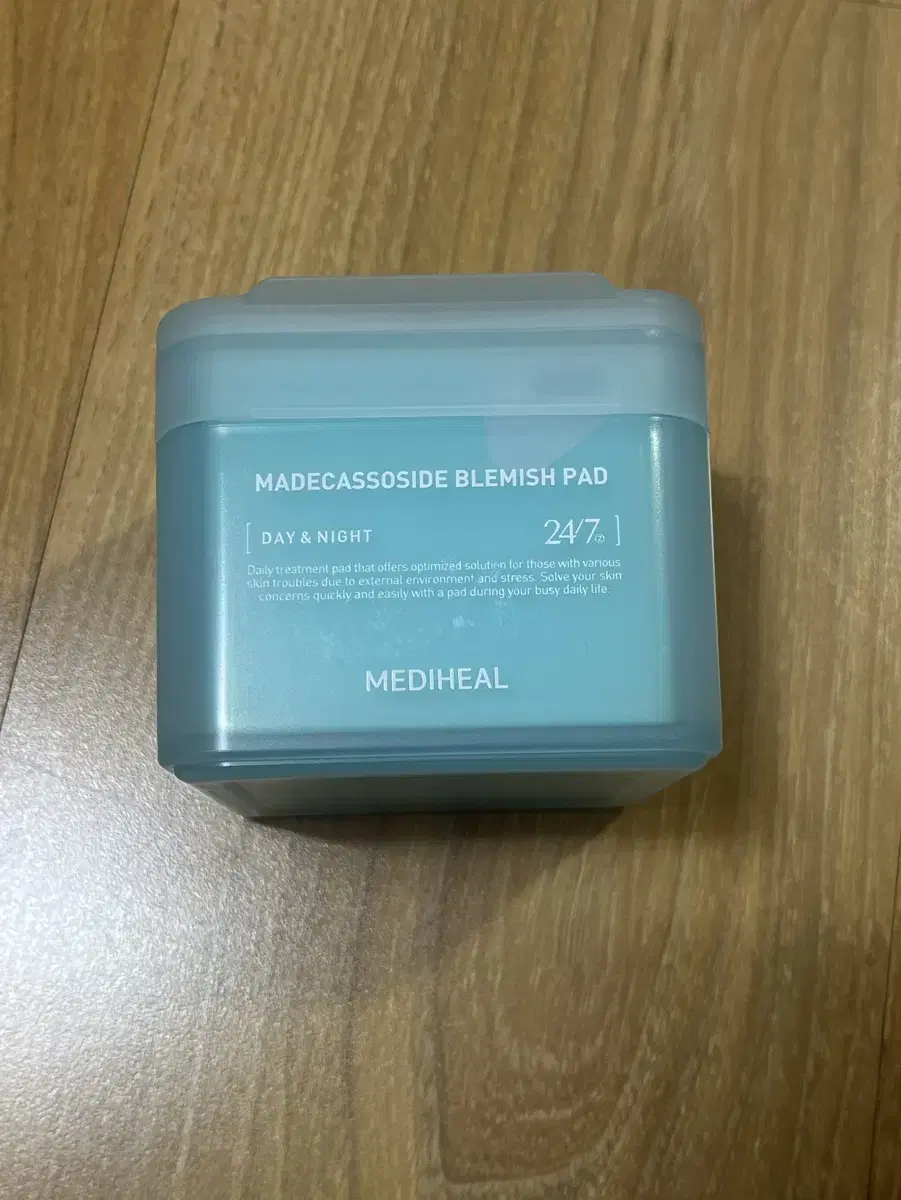 MADECASSOSIDE BLEMISH PAD
[ DAY & NIGHT 24/7 ]
Daily treatment pad that offers optimized solution for those with various
skin troubles due to external environment and stress. Solve your skin
concerns quickly and easily with a pad during your busy daily life.
MEDIHEAL